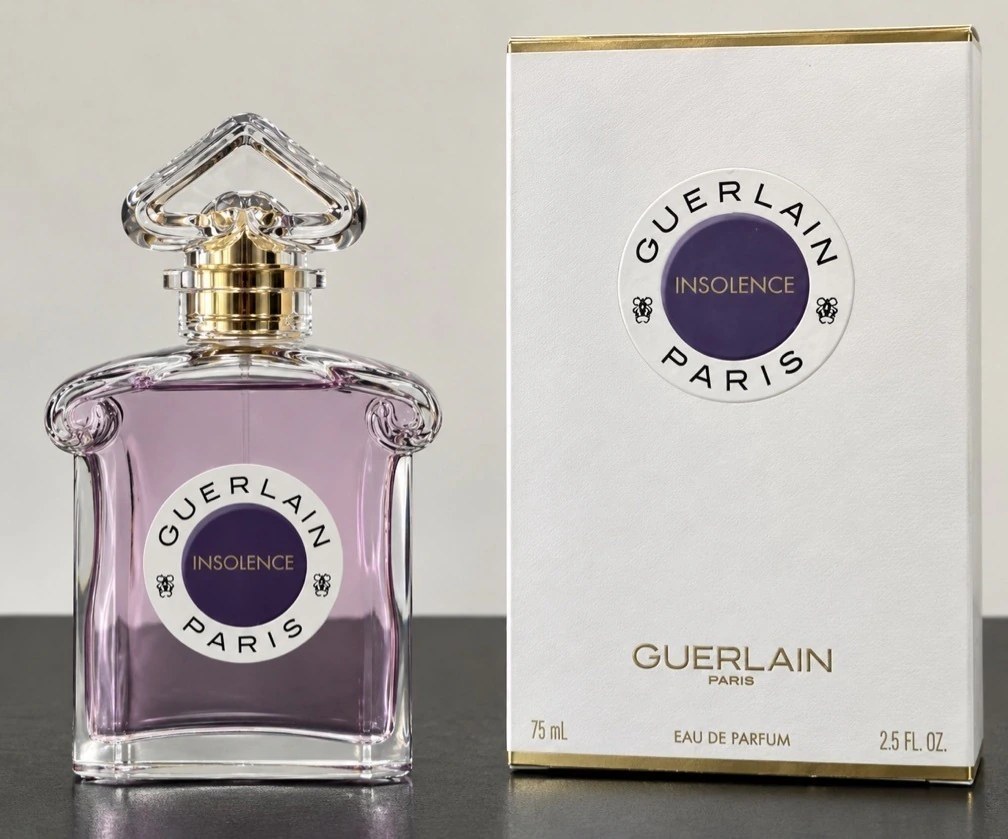 GUERLAIN
INSOLENCE
PARIS
GUERLAIN
INSOLENCE
PARIS
GUERLAIN
PARIS
75 mL
EAU DE PARFUM
2.5 FL. OZ.